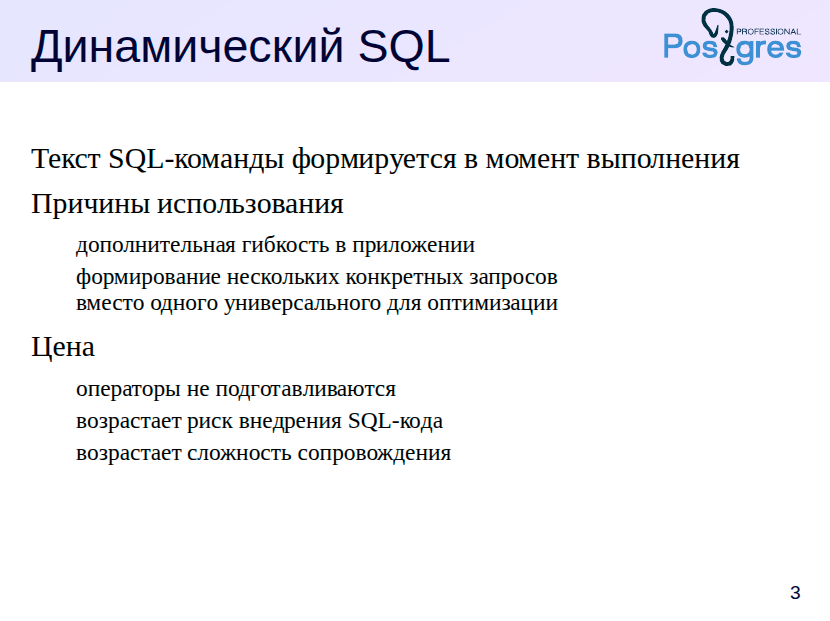 Динамический SQL
PROFESSIONAL
Postgres
Текст SQL-команды формируется в момент выполнения
Причины использования
дополнительная гибкость в приложении
формирование нескольких конкретных запросов
вместо одного универсального для оптимизации
Цена
операторы не подготавливаются
возрастает риск внедрения SQL-кода
возрастает сложность сопровождения
3